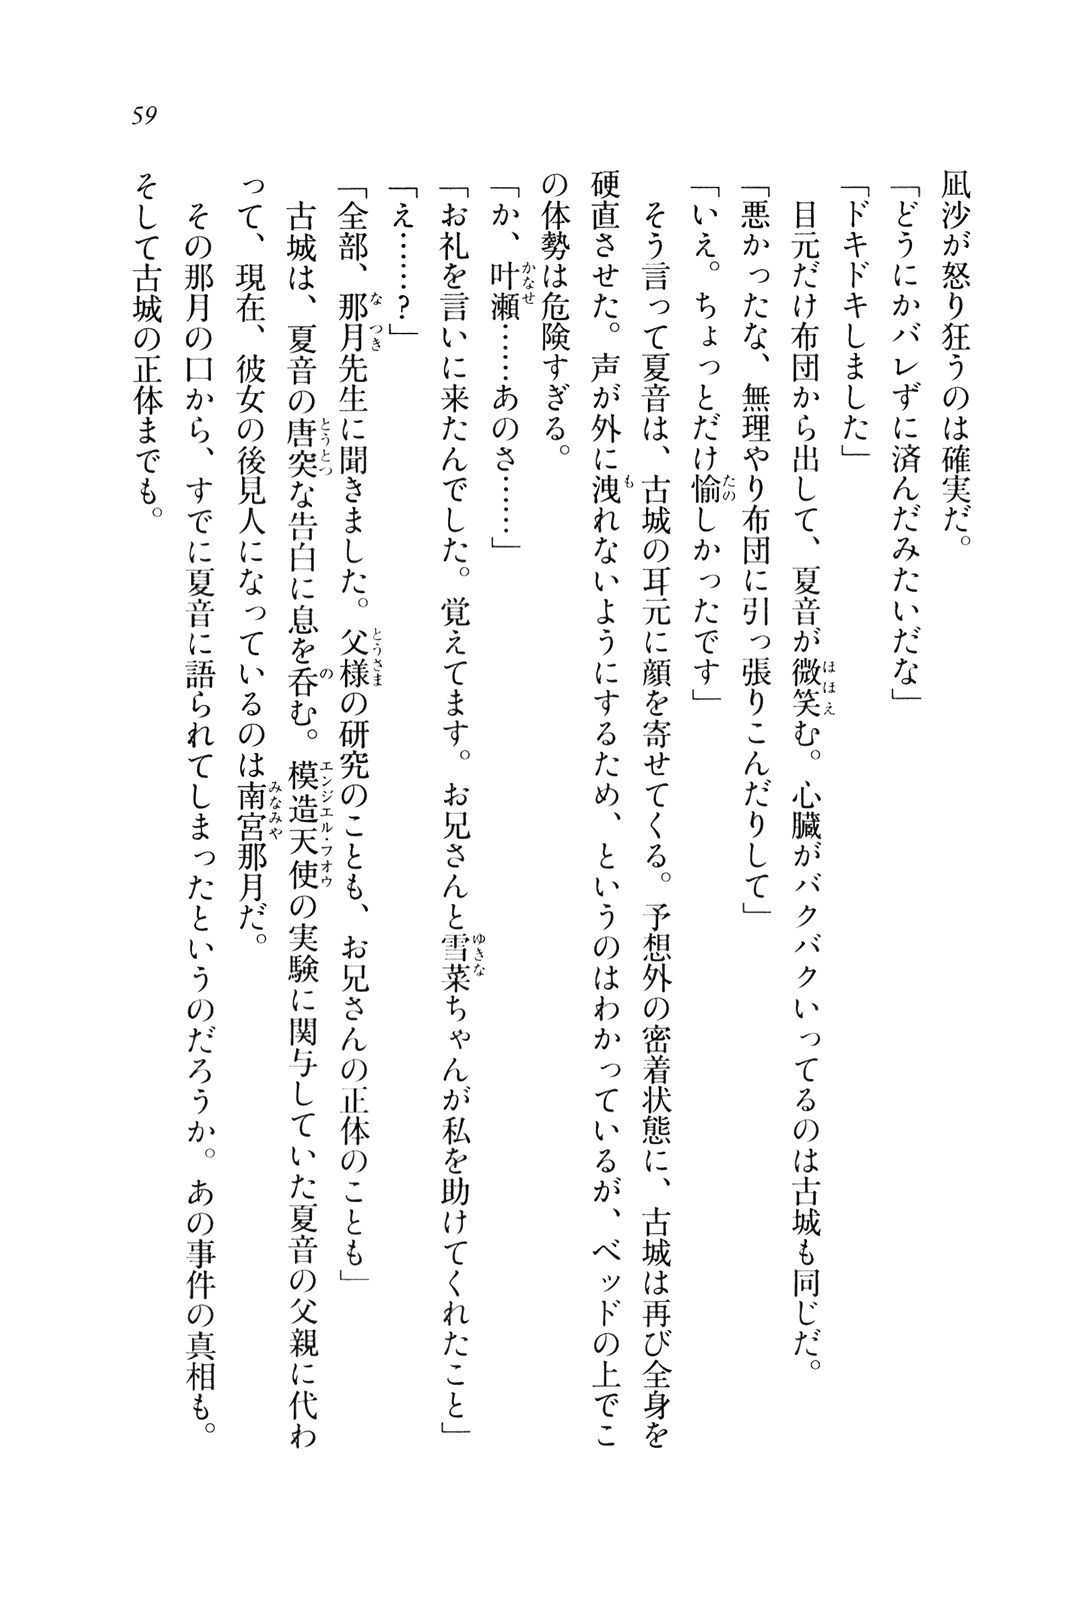 59
凪沙が怒り狂うのは確実だ。
「どうにかバレずに済んだみたいだな」
「ドキドキしました」
　目元だけ布団から出して、夏音が微笑む。心臓がバクバクいってるのは古城も同じだ。
「悪かったな、無理やり布団に引っ張りこんだりして」
「いえ。ちょっとだけ愉しかったです」
　そう言って夏音は、古城の耳元に顔を寄せてくる。予想外の密着状態に、古城は再び全身を
硬直させた。声が外に洩れないようにするため、というのはわかっているが、ベッドの上でこ
の体勢は危険すぎる。
「か、叶瀬……あのさ……」
「お礼を言いに来たんでした。覚えてます。お兄さんと雪菜ちゃんが私を助けてくれたこと」
「え……？」
「全部、那月先生に聞きました。父様の研究のことも、お兄さんの正体のことも」
　古城は、夏音の唐突な告白に息を呑む。模造天使の実験に関与していた夏音の父親に代わ
って、現在、彼女の後見人になっているのは南宮那月だ。
　その那月の口から、すでに夏音に語られてしまったというのだろうか。あの事件の真相も。
そして古城の正体までも。